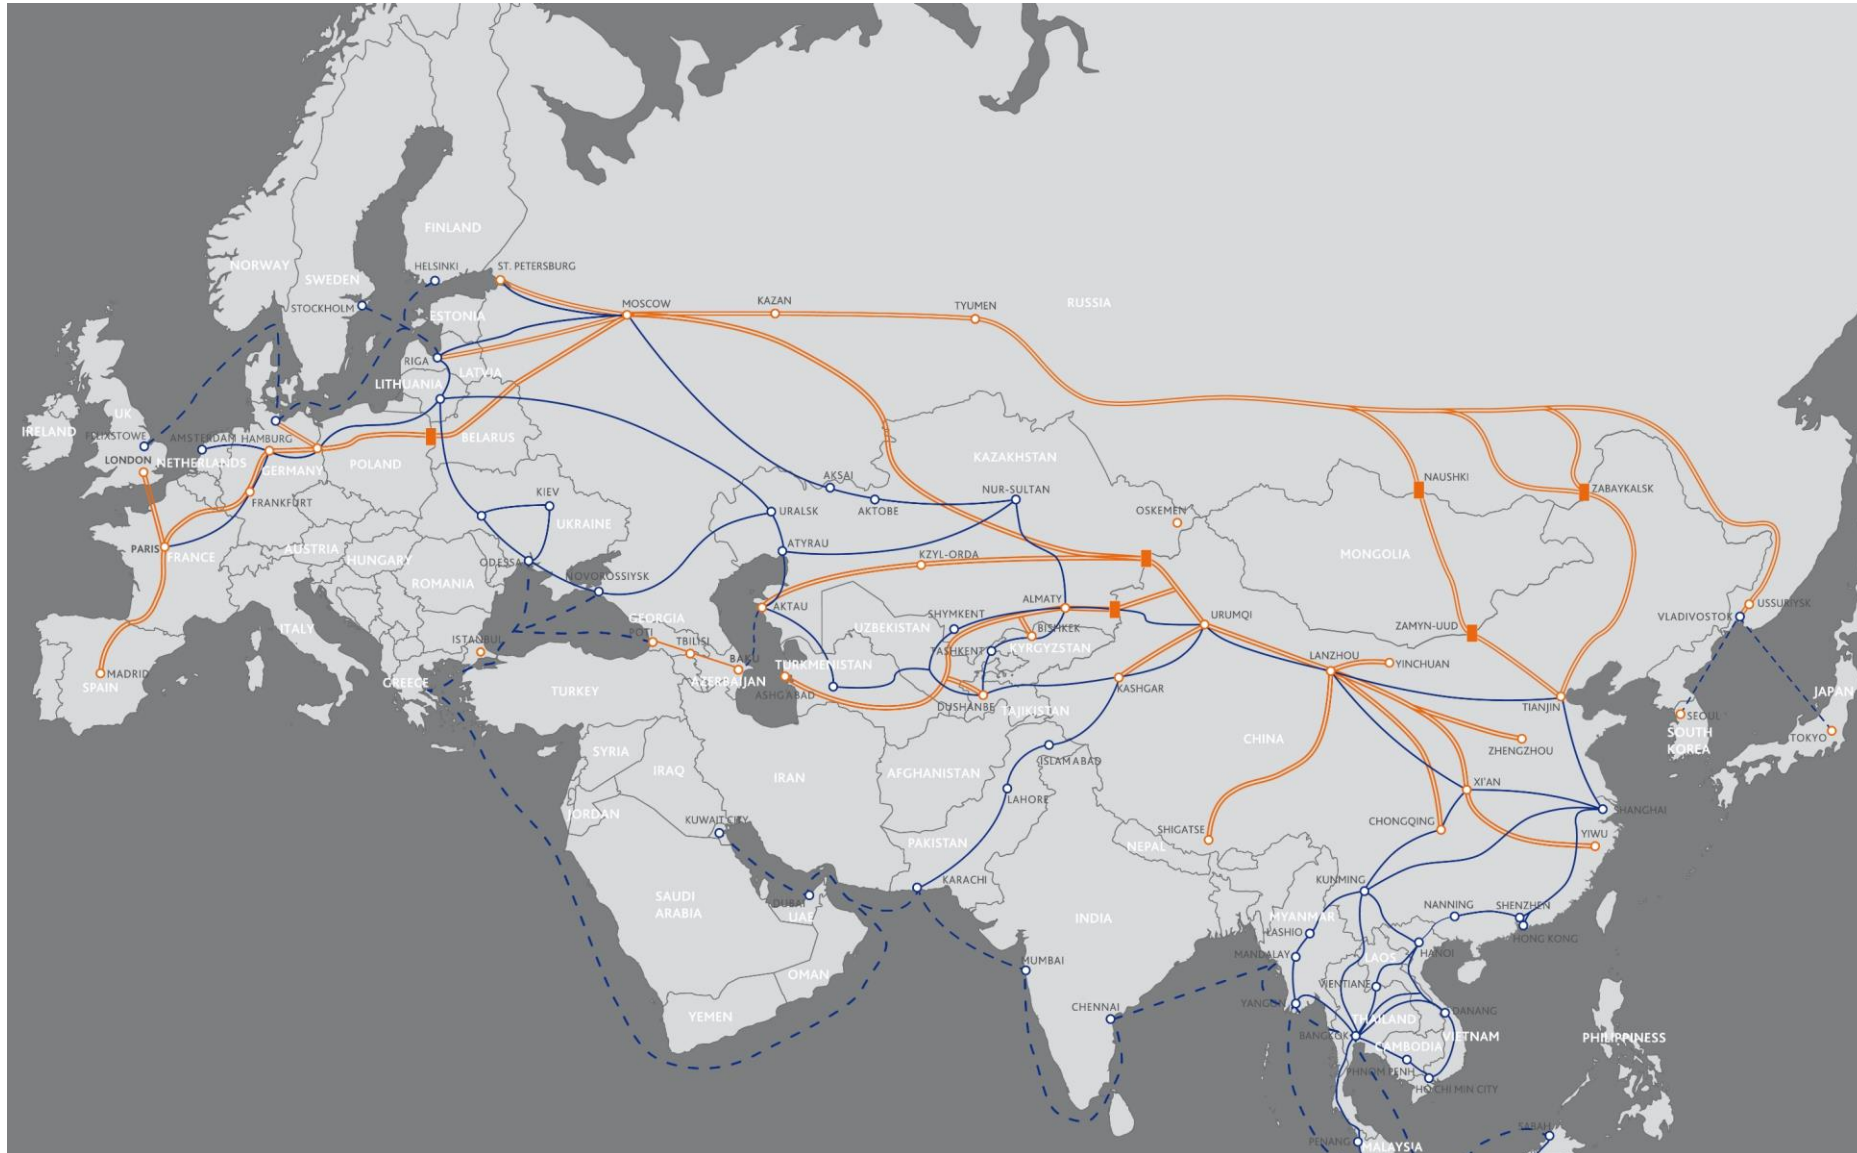 FINLAND
HELSINKI
ST. PETERSBURG
NORWAY
SWEDEN
STOCKHOLM
ESTONIA
MOSCOW
KAZAN
TYUMEN
RUSSIA
RIGA
LATVIA
LITHUANIA
UK
IRELAND
FELIXSTOWE
AMSTERDAM
HAMBURG
BELARUS
LONDON
NETHERLANDS
GERMANY
POLAND
KAZAKHSTAN
AKSAI
NAUSHKI
ZABAYKALSK
FRANKFURT
KIEV
UKRAINE
URALSK
AKTOBE
NUR-SULTAN
OSKEMEN
PARIS
FRANCE
AUSTRIA
HUNGARY
ODESSA
ATYRAU
KZYL-ORDA
MONGOLIA
ROMANIA
NOVOROSSIYSK
ALMATY
AKTAU
SHYMKENT
URUMQI
USSURIYSK
VLADIVOSTOK
GEORGIA
POTI
ITALY
ISTANBUL
TBILISI
UZBEKISTAN
BISHKEK
ZAMYN-UUD
TASHKENT
KYRGYZSTAN
BAKU
TURKMENISTAN
LANZHOU
YINCHUAN
MADRID
SPAIN
GREECE
TURKEY
AZERBAIJAN
ASHGABAD
KASHGAR
DUSHANBE
TAJIKISTAN
TIANJIN
JAPAN
SEOUL
SOUTH
KOREA
TOKYO
SYRIA
IRAQ
IRAN
AFGHANISTAN
ISLAMABAD
CHINA
ZHENGZHOU
LAHORE
XI'AN
JORDAN
KUWAIT CITY
SHANGHAI
CHONGQING
SHIGATSE
YIWU
NEPAL
PAKISTAN
KARACHI
KUNMING
SAUDI
ARABIA
DUBAI
UAE
INDIA
MYANMAR
NANNING
SHENZHEN
LASHIO
HONG KONG
MANDALAY
LAOS
HANOI
OMAN
MUMBAI
VIENTIANE
CHENNAI
YANGON
YEMEN
THAILAND
DANANG
BANGKOK
VIETNAM
CAMBODIA
PHILIPPINESS
PHNOM PENH
HO CHI MIN CITY
PENANG
MALAYSIA
SABAH